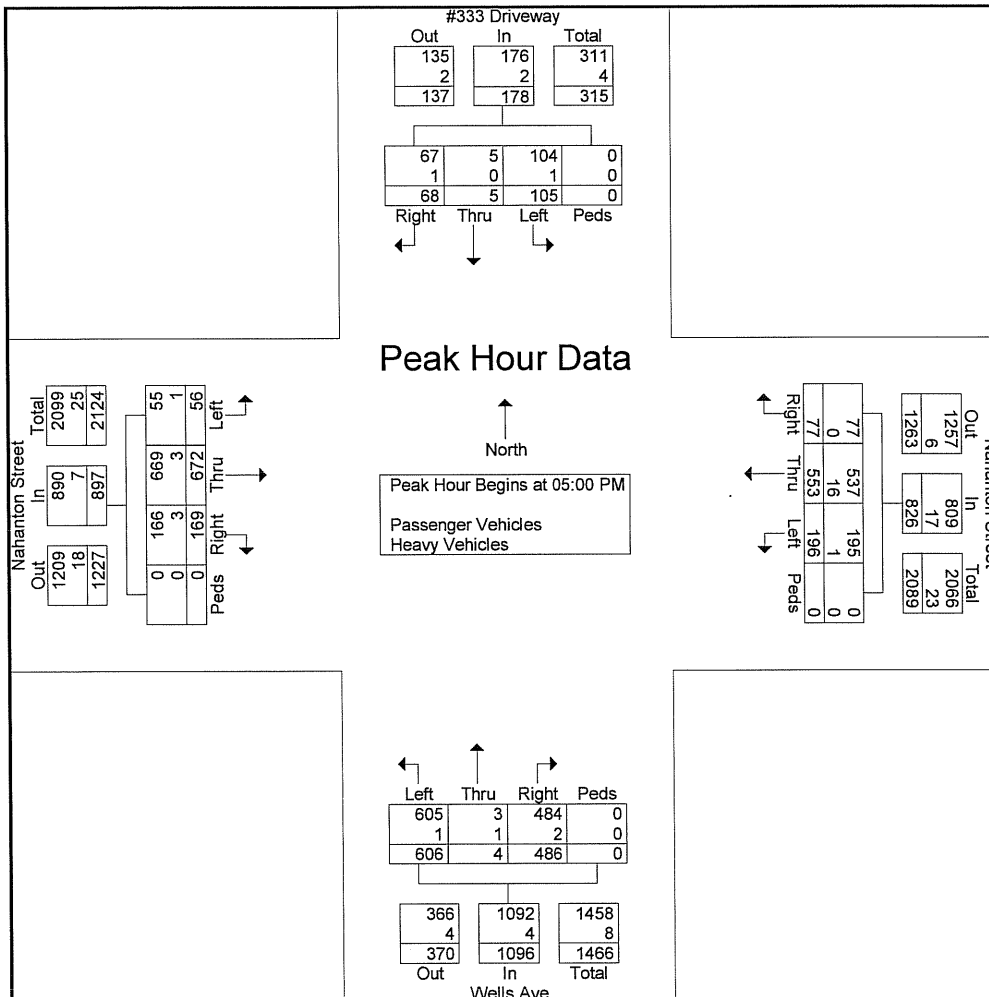 #333 Driveway
Out In Total
135 176 311
2 2 4
137 178 315
67 5 104 0
1 0 1 0
68 5 105 0
Right Thru Left Peds
Peak Hour Data
North
Peak Hour Begins at 05:00 PM
Passenger Vehicles
Heavy Vehicles
Nahanton Street
Out In Total
1209 890 2099
18 7 25
1227 897 2124
Peds Right Thru Left
0 166 669 55
0 3 3 1
0 169 672 56
Nahanton Street
Out In Total
1257 809 2066
6 17 23
1263 826 2089
77 537 195 0
0 16 1 0
77 553 196 0
Right Thru Left Peds
Left Thru Right Peds
605 3 484 0
1 1 2 0
606 4 486 0
366 1092 1458
4 4 8
370 1096 1466
Out In Total
Wells Ave